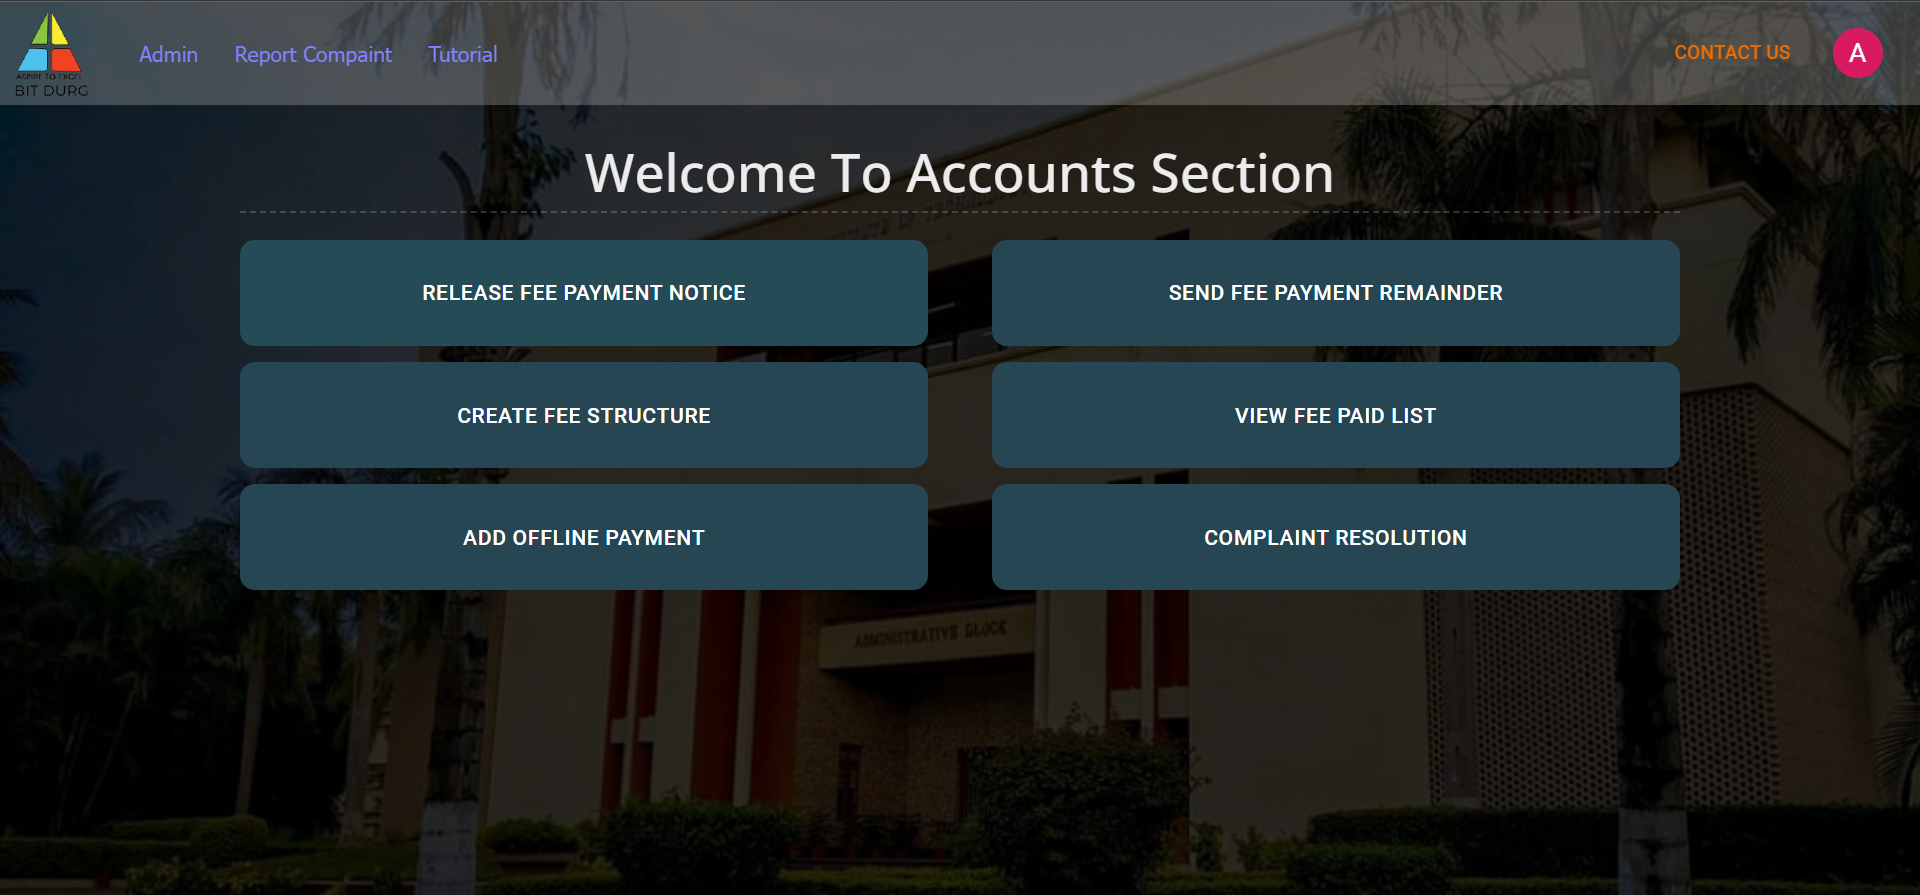 ASPIRE TO EXCEL
BIT DURG
Admin
Report Compaint
Tutorial
CONTACT US
A
Welcome To Accounts Section
RELEASE FEE PAYMENT NOTICE
SEND FEE PAYMENT REMAINDER
CREATE FEE STRUCTURE
VIEW FEE PAID LIST
ADD OFFLINE PAYMENT
COMPLAINT RESOLUTION
ADMINISTRATIVE BLOCK